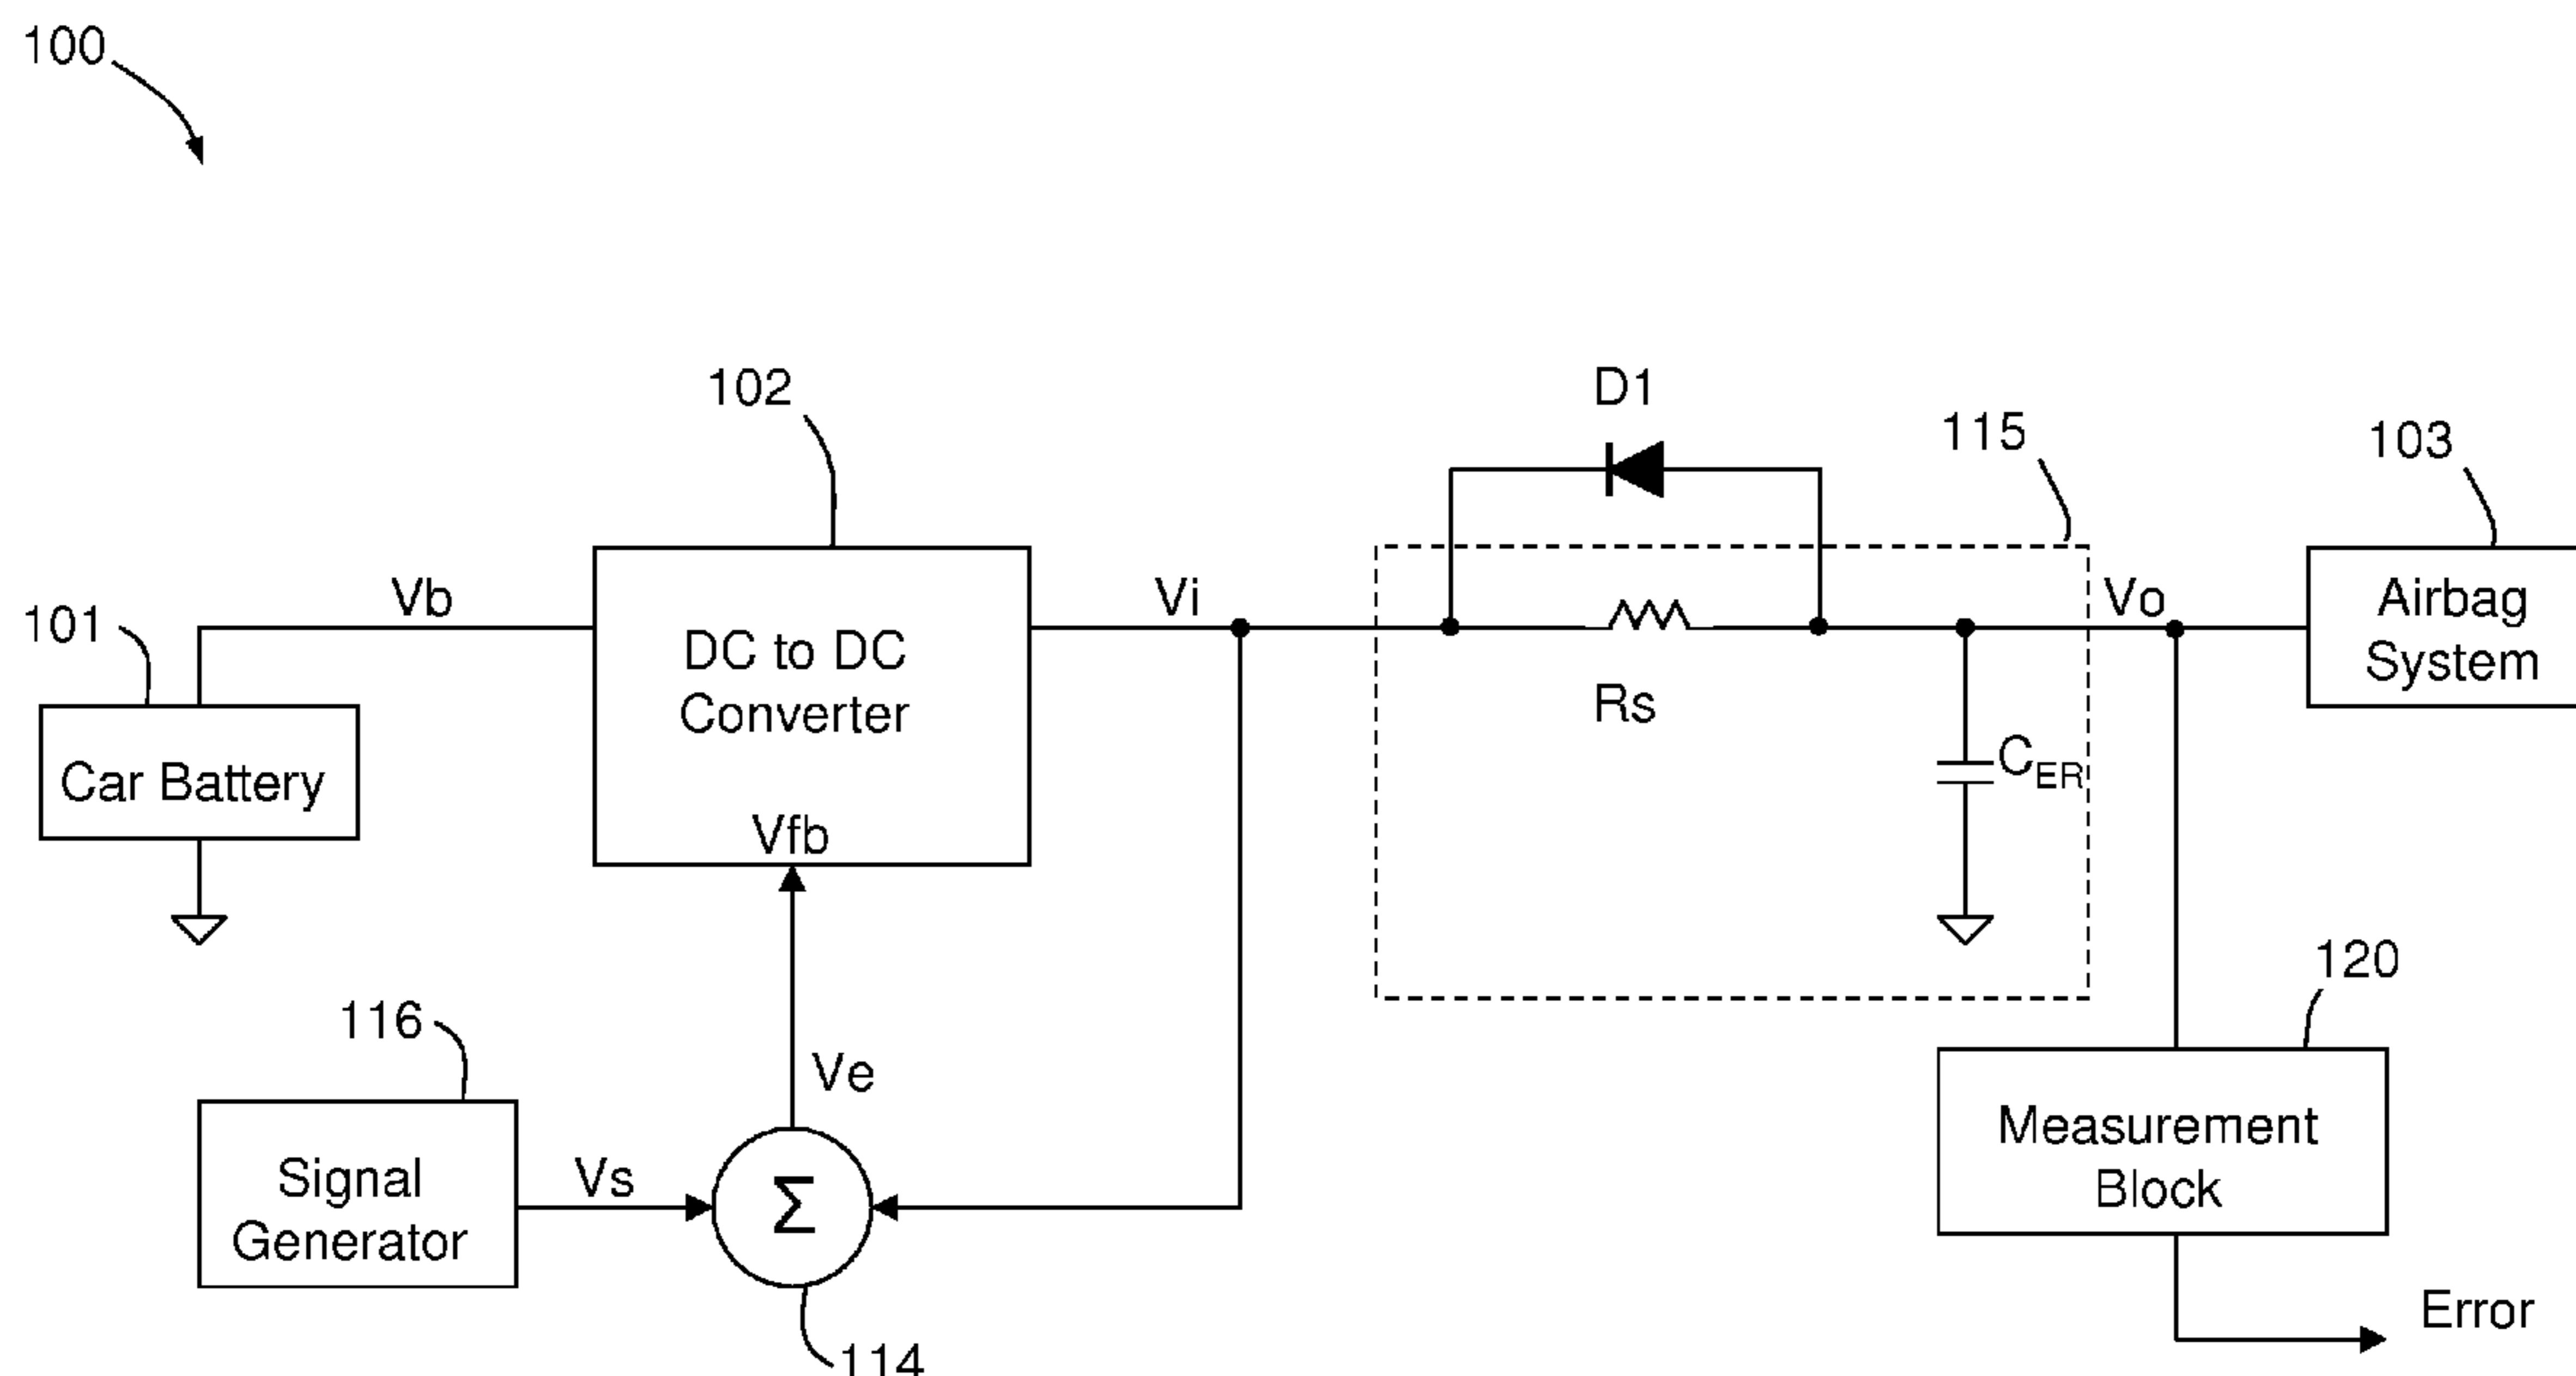 100
102
D1
115
103
101
Vb
DC to DC
Converter
Vfb
Vi
Rs
Vo
Airbag
System
Car Battery
CER
120
116
Ve
Signal
Generator
Vs
Σ
Measurement
Block
114
Error